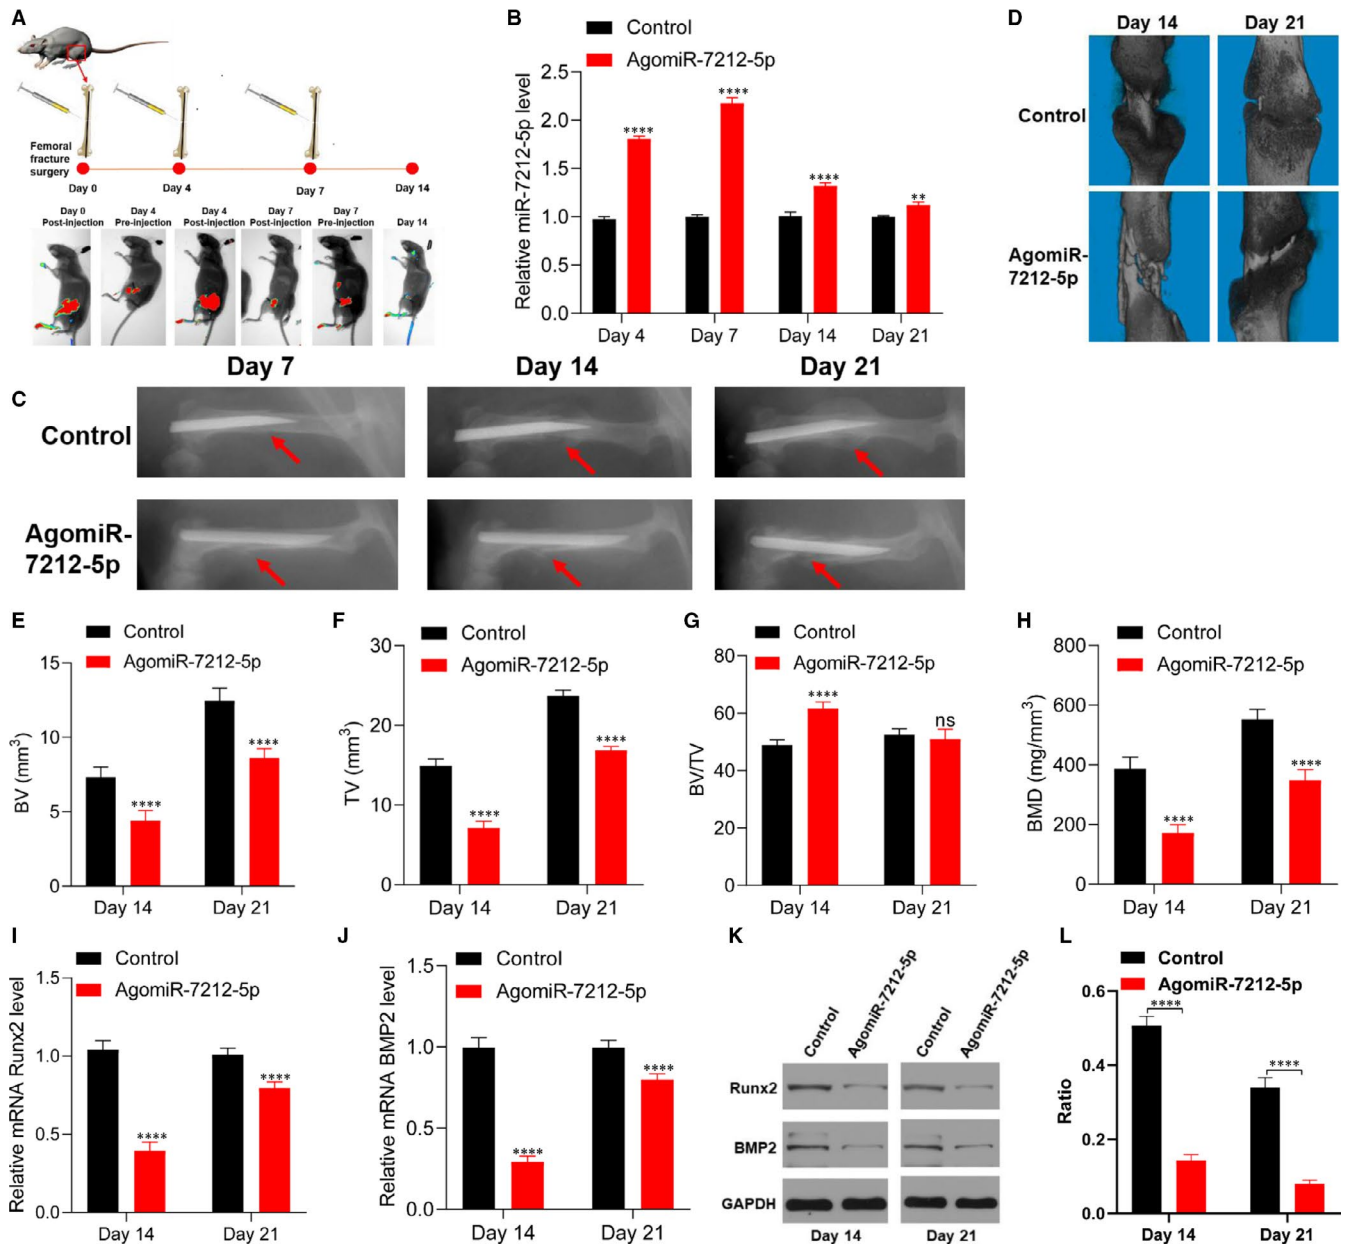 A
Femoral
fracture
surgery
Day 0
Day 4
Day 7
Day 14
Day 0
Post-injection
Day 4
Pre-injection
Day 4
Post-injection
Day 7
Post-injection
Day 7
Pre-injection
Day 14
B
Control
AgomiR-7212-5p
Relative miR-7212-5p level
2.5
2.0
1.5
1.0
0.5
0.0
****
****
****
**
Day 4
Day 7
Day 14
Day 21
D
Day 14
Day 21
Control
AgomiR-
7212-5p
C
Day 7
Day 14
Day 21
Control
AgomiR-
7212-5p
E
Control
AgomiR-7212-5p
BV (mm³)
15
10
5
0
****
****
Day 14
Day 21
F
Control
AgomiR-7212-5p
TV (mm³)
30
20
10
0
****
****
Day 14
Day 21
G
Control
AgomiR-7212-5p
BV/TV
80
60
40
20
0
****
ns
Day 14
Day 21
H
Control
AgomiR-7212-5p
BMD (mg/mm³)
800
600
400
200
0
****
****
Day 14
Day 21
I
Control
AgomiR-7212-5p
Relative mRNA Runx2 level
1.5
1.0
0.5
0.0
****
****
Day 14
Day 21
J
Control
AgomiR-7212-5p
Relative mRNA BMP2 level
1.5
1.0
0.5
0.0
****
****
Day 14
Day 21
K
Control
AgomiR-7212-5p
Control
AgomiR-7212-5p
Runx2
BMP2
GAPDH
Day 14
Day 21
L
Control
AgomiR-7212-5p
Ratio
0.6
0.4
0.2
0.0
****
****
Day 14
Day 21